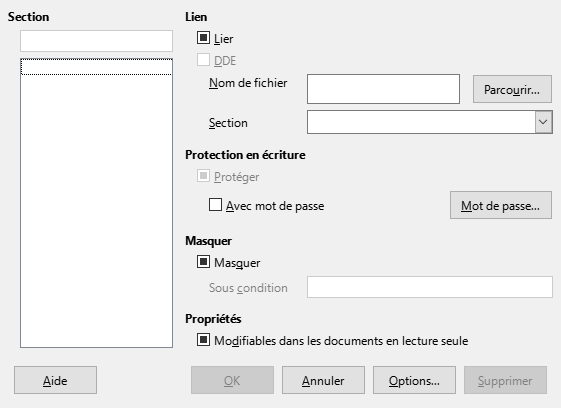 Section
Lien
Lier
DDE
Nom de fichier
Parcourir...
Section
Protection en écriture
Protéger
Avec mot de passe
Mot de passe...
Masquer
Masquer
Sous condition
Propriétés
Modifiables dans les documents en lecture seule
Aide
OK
Annuler
Options...
Supprimer